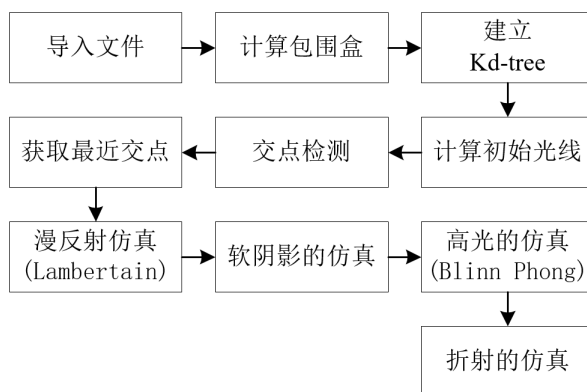 导入文件
计算包围盒
建立
Kd-tree
计算初始光线
交点检测
获取最近交点
漫反射仿真
(Lambertain)
软阴影的仿真
高光的仿真
(Blinn Phong)
折射的仿真